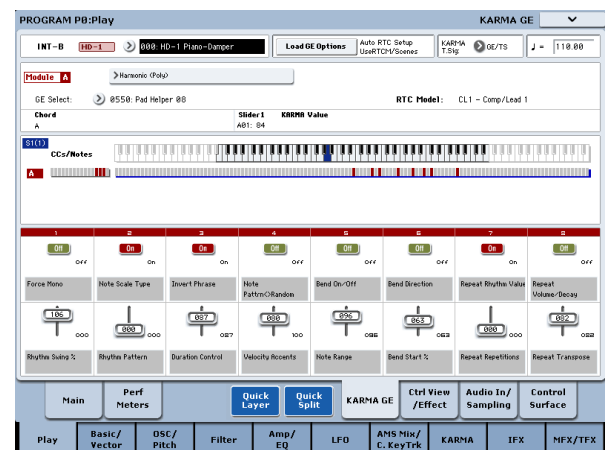 PROGRAM P0:Play KARMA GE
INT-B HD-1 000: HD-1 Piano-Damper Load GE Options Auto RTC Setup UseRTCM/Scenes KARMA T.Sig: GE/TS ♩= 110.00
Module A Harmonic (Poly)
GE Select: 0550: Pad Helper 08 RTC Model: CL1 - Comp/Lead 1
Chord Slider1 KARMA Value
A A01: 84
S1(1)
CCs/Notes
A
1 2 3 4 5 6 7 8
Off On On Off Off Off On Off
Off On On Off Off Off On Off
Force Mono Note Scale Type Invert Phrase Note Pattrn<>Random Bend On/Off Bend Direction Repeat Rhythm Value Repeat Volume/Decay
106 000 087 080 096 063 000 082
000 000 087 100 086 063 000 082
Rhythm Swing % Rhythm Pattern Duration Control Velocity Accents Note Range Bend Start % Repeat Repetitions Repeat Transpose
Main Perf Meters Quick Layer Quick Split KARMA GE Ctrl View /Effect Audio In/ Sampling Control Surface
Play Basic/ Vector OSC/ Pitch Filter Amp/ EQ LFO AMS Mix/ C.KeyTrk KARMA IFX MFX/TFX